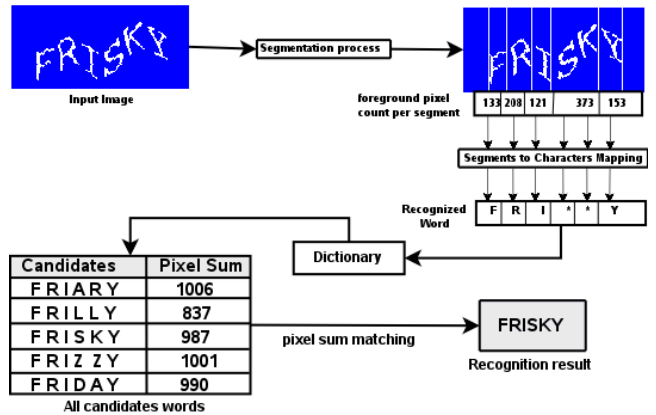 FRISKY
Input Image
Segmentation process
FRISKY
foreground pixel
count per segment
133 208 121 373 153
Segments to Characters Mapping
Recognized
Word
F R I * * Y
Dictionary
Candidates Pixel Sum
FRIARY 1006
FRILLY 837
FRISKY 987
FRIZZY 1001
FRIDAY 990
All candidates words
pixel sum matching
FRISKY
Recognition result